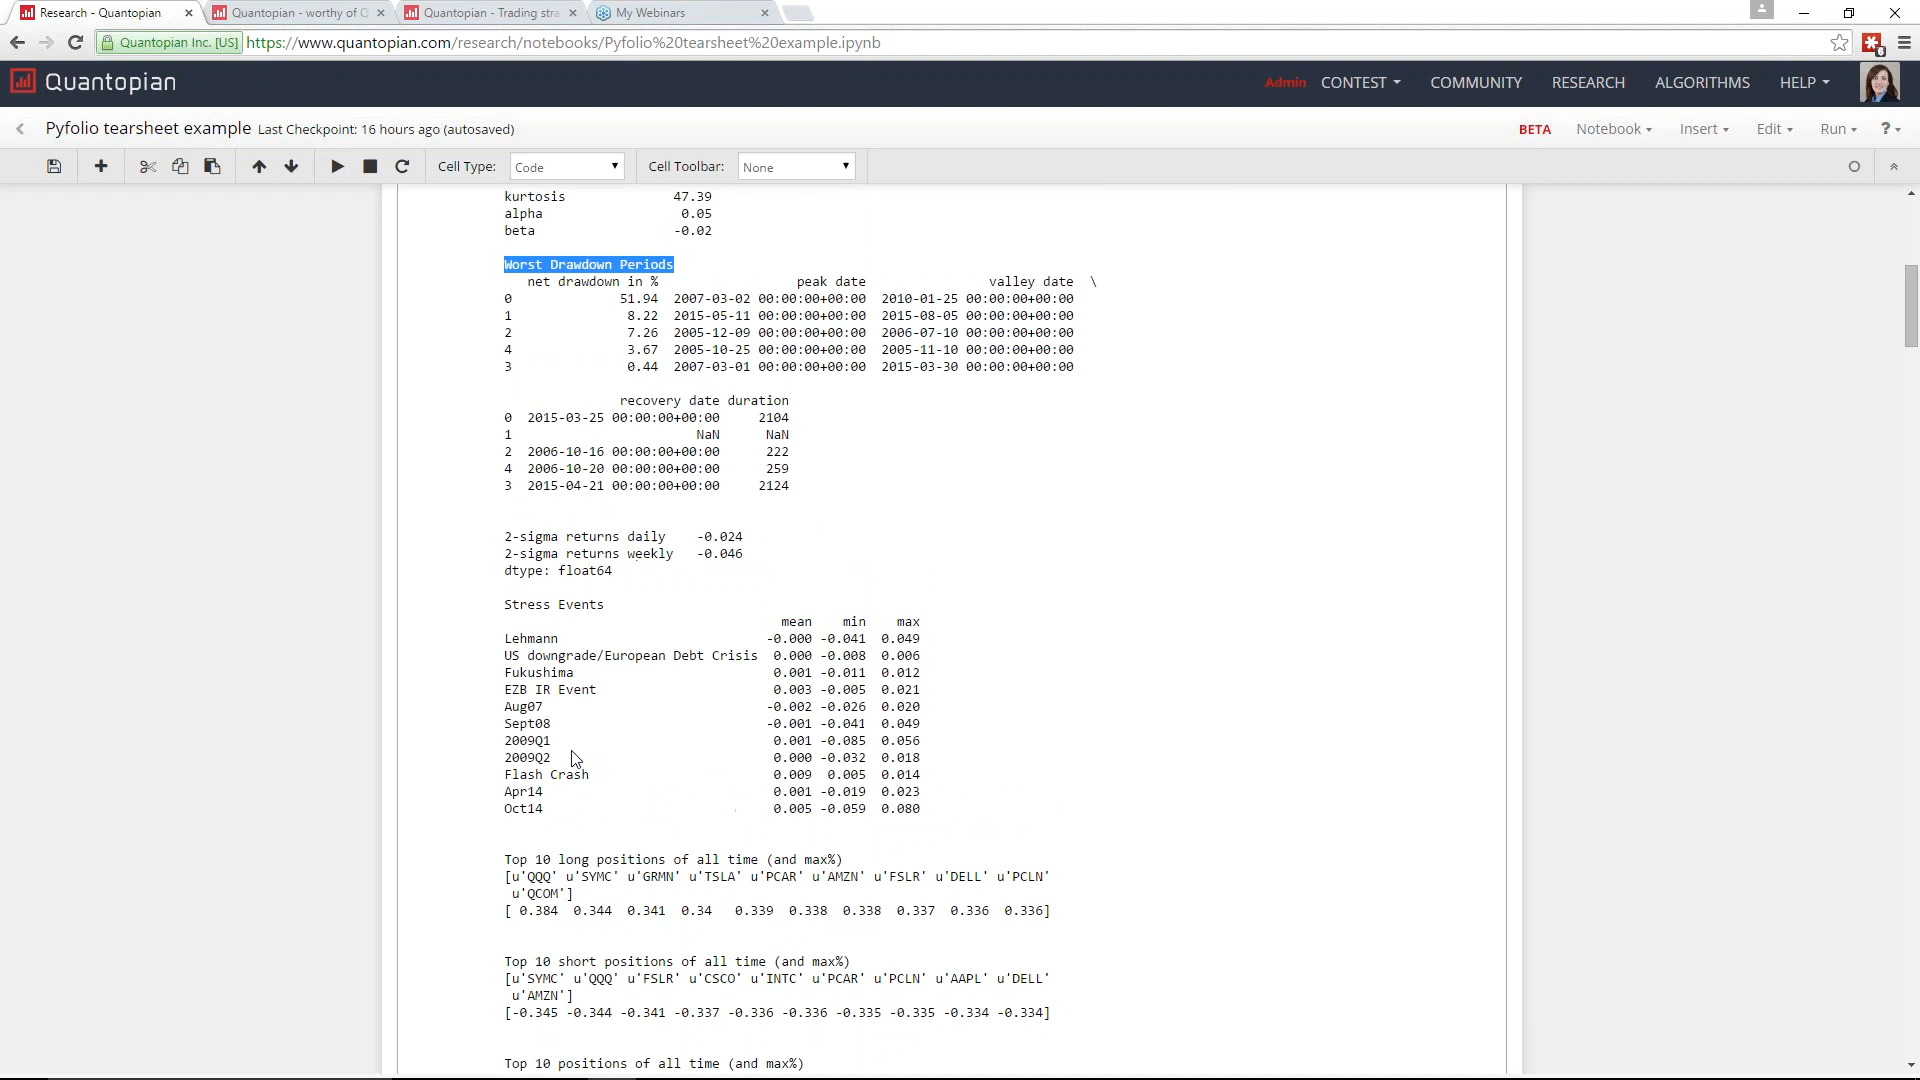 Research - Quantopian
Quantopian - worthy of Q
Quantopian - Trading stra
My Webinars
Quantopian Inc. [US]
https://www.quantopian.com/research/notebooks/Pyfolio%20tearsheet%20example.ipynb
Quantopian
Admin CONTEST COMMUNITY RESEARCH ALGORITHMS HELP
Pyfolio tearsheet example Last Checkpoint: 16 hours ago (autosaved)
BETA Notebook Insert Edit Run ?
Cell Type: Code Cell Toolbar: None
kurtosis 47.39
alpha 0.05
beta -0.02
Worst Drawdown Periods
net drawdown in % peak date valley date \
0 51.94 2007-03-02 00:00:00+00:00 2010-01-25 00:00:00+00:00
1 8.22 2015-05-11 00:00:00+00:00 2015-08-05 00:00:00+00:00
2 7.26 2005-12-09 00:00:00+00:00 2006-07-10 00:00:00+00:00
4 3.67 2005-10-25 00:00:00+00:00 2005-11-10 00:00:00+00:00
3 0.44 2007-03-01 00:00:00+00:00 2015-03-30 00:00:00+00:00
recovery date duration
0 2015-03-25 00:00:00+00:00 2104
1 NaN NaN
2 2006-10-16 00:00:00+00:00 222
4 2006-10-20 00:00:00+00:00 259
3 2015-04-21 00:00:00+00:00 2124
2-sigma returns daily -0.024
2-sigma returns weekly -0.046
dtype: float64
Stress Events
mean min max
Lehmann -0.000 -0.041 0.049
US downgrade/European Debt Crisis 0.000 -0.008 0.006
Fukushima 0.001 -0.011 0.012
EZB IR Event 0.003 -0.005 0.021
Aug07 -0.002 -0.026 0.020
Sept08 -0.001 -0.041 0.049
2009Q1 0.001 -0.085 0.056
2009Q2 0.000 -0.032 0.018
Flash Crash 0.009 0.005 0.014
Apr14 0.001 -0.019 0.023
Oct14 0.005 -0.059 0.080
Top 10 long positions of all time (and max%)
[u'QQQ' u'SYMC' u'GRMN' u'TSLA' u'PCAR' u'AMZN' u'FSLR' u'DELL' u'PCLN'
u'QCOM']
[ 0.384 0.344 0.341 0.34 0.339 0.338 0.338 0.337 0.336 0.336]
Top 10 short positions of all time (and max%)
[u'SYMC' u'QQQ' u'FSLR' u'CSCO' u'INTC' u'PCAR' u'PCLN' u'AAPL' u'DELL'
u'AMZN']
[-0.345 -0.344 -0.341 -0.337 -0.336 -0.336 -0.335 -0.335 -0.334 -0.334]
Top 10 positions of all time (and max%)